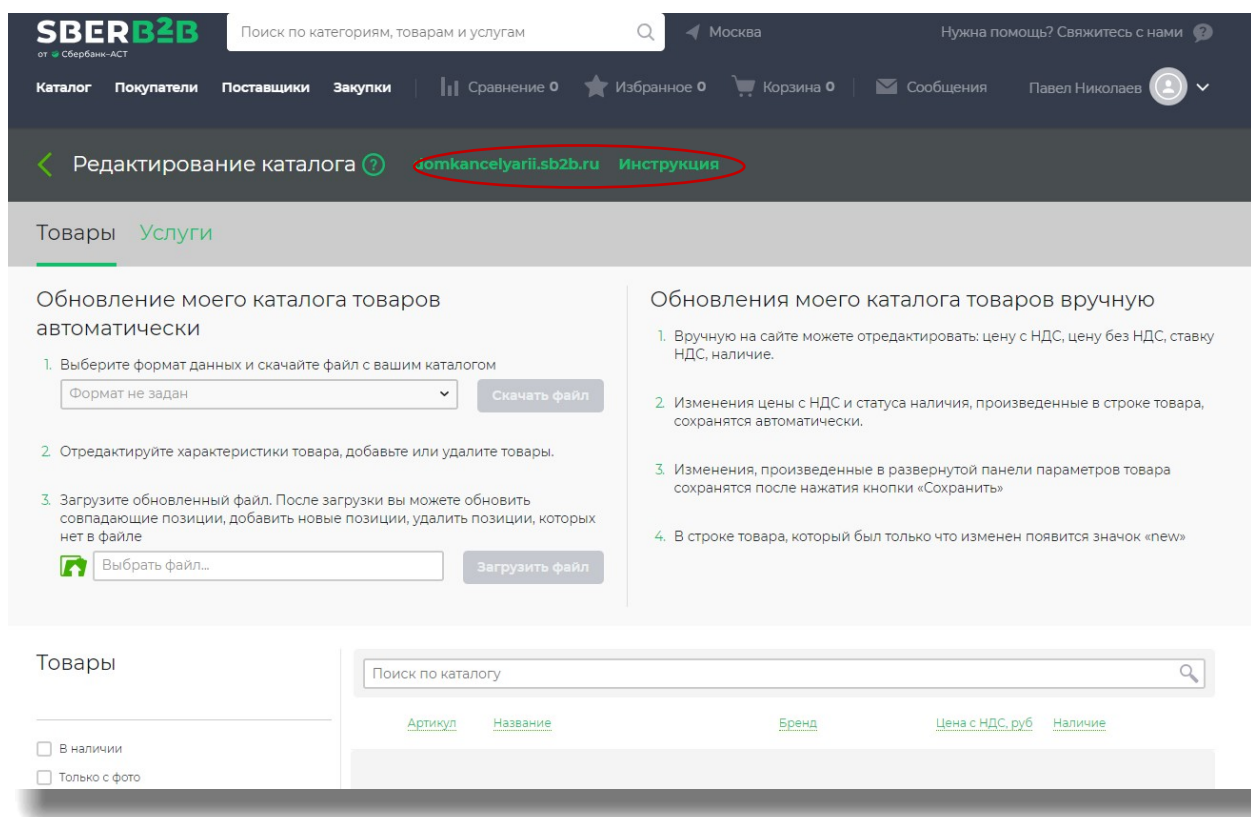 SBERB2B
от Сбербанк-АСТ
Поиск по категориям, товарам и услугам
Москва
Нужна помощь? Свяжитесь с нами ?
Каталог Покупатели Поставщики Закупки Сравнение 0 Избранное 0 Корзина 0 Сообщения Павел Николаев
Редактирование каталога ? domkancelyarii.sb2b.ru Инструкция
Товары Услуги
Обновление моего каталога товаров
автоматически
1. Выберите формат данных и скачайте файл с вашим каталогом
Формат не задан
Скачать файл
2. Отредактируйте характеристики товара, добавьте или удалите товары.
3. Загрузите обновленный файл. После загрузки вы можете обновить
совпадающие позиции, добавить новые позиции, удалить позиции, которых
нет в файле
Выбрать файл...
Загрузить файл
Обновления моего каталога товаров вручную
1. Вручную на сайте можете отредактировать: цену с НДС, цену без НДС, ставку
НДС, наличие.
2. Изменения цены с НДС и статуса наличия, произведенные в строке товара,
сохранятся автоматически.
3. Изменения, произведенные в развернутой панели параметров товара
сохранятся после нажатия кнопки «Сохранить»
4. В строке товара, который был только что изменен появится значок «new»
Товары
В наличии
Только с фото
Поиск по каталогу
Артикул Название Бренд Цена с НДС, руб Наличие